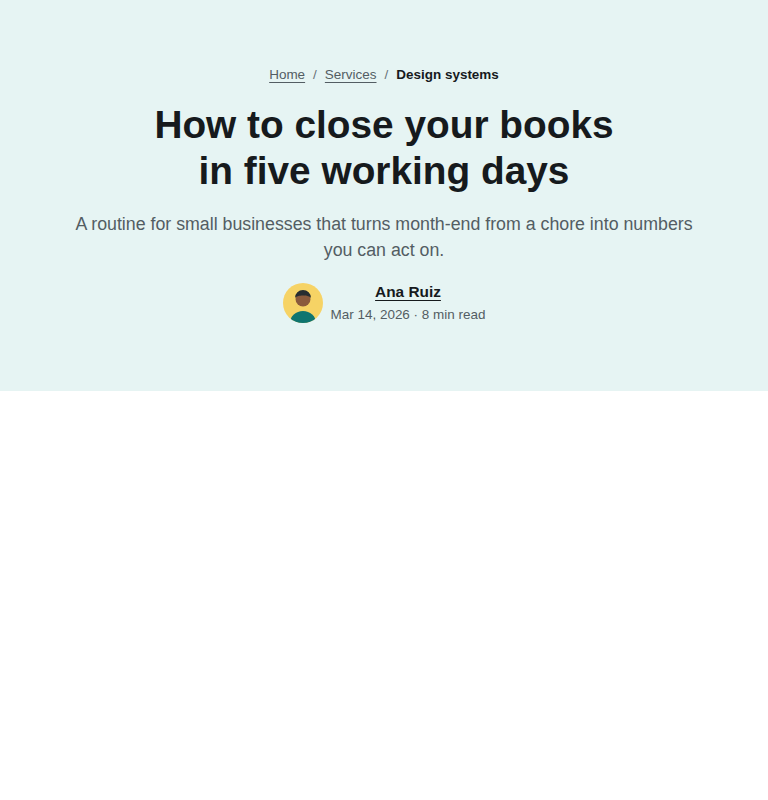 Home / Services / Design systems
How to close your books
in five working days
A routine for small businesses that turns month-end from a chore into numbers
you can act on.
Ana Ruiz
Mar 14, 2026 · 8 min read